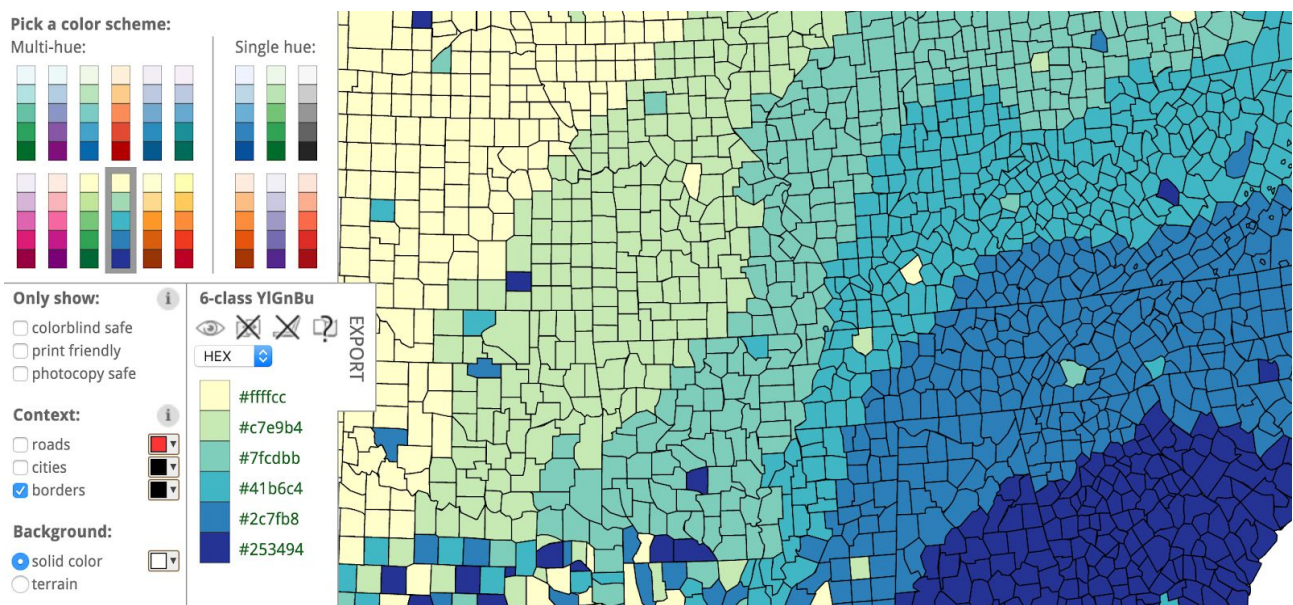 Pick a color scheme:
Multi-hue:
Single hue:
Only show:
i
colorblind safe
print friendly
photocopy safe
Context:
i
roads
cities
borders
Background:
solid color
terrain
6-class YlGnBu
HEX
EXPORT
#ffffcc
#c7e9b4
#7fcdbb
#41b6c4
#2c7fb8
#253494